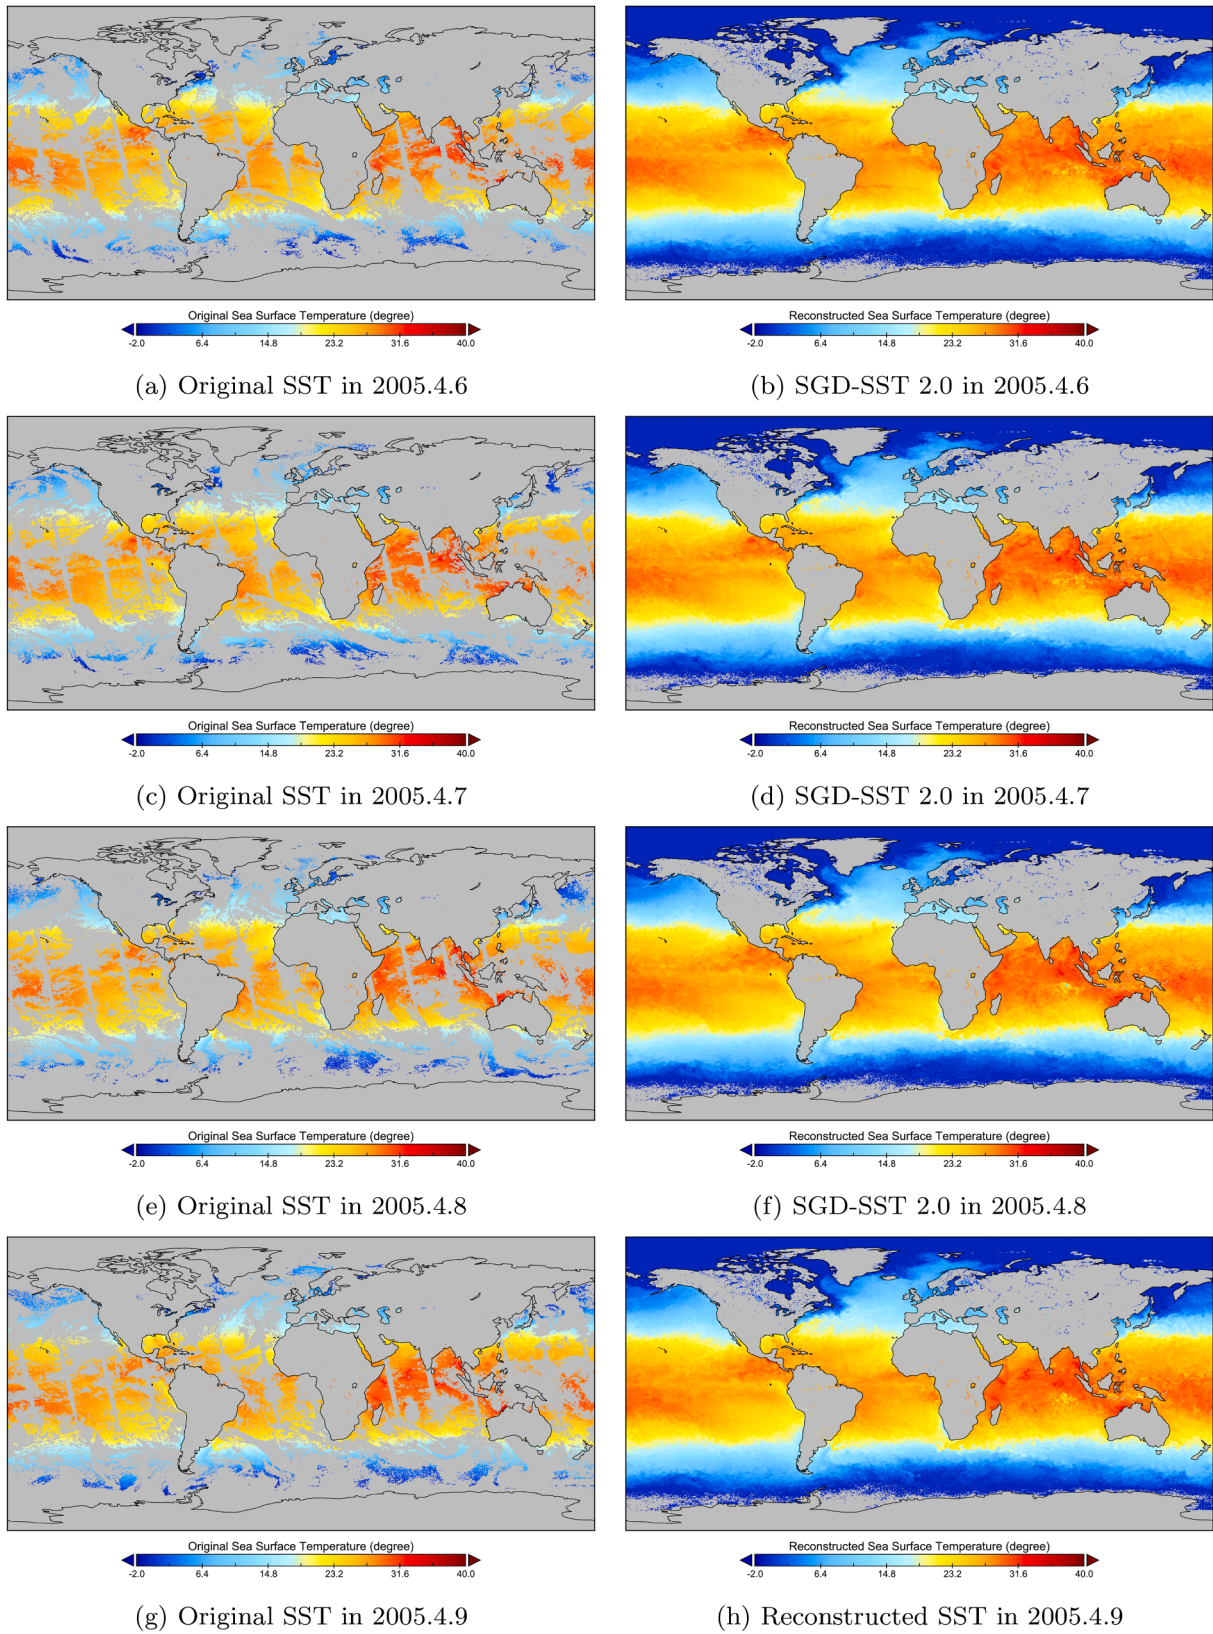 Original Sea Surface Temperature (degree)
-2.0 6.4 14.8 23.2 31.6 40.0
(a) Original SST in 2005.4.6
Reconstructed Sea Surface Temperature (degree)
-2.0 6.4 14.8 23.2 31.6 40.0
(b) SGD-SST 2.0 in 2005.4.6
Original Sea Surface Temperature (degree)
-2.0 6.4 14.8 23.2 31.6 40.0
(c) Original SST in 2005.4.7
Reconstructed Sea Surface Temperature (degree)
-2.0 6.4 14.8 23.2 31.6 40.0
(d) SGD-SST 2.0 in 2005.4.7
Original Sea Surface Temperature (degree)
-2.0 6.4 14.8 23.2 31.6 40.0
(e) Original SST in 2005.4.8
Reconstructed Sea Surface Temperature (degree)
-2.0 6.4 14.8 23.2 31.6 40.0
(f) SGD-SST 2.0 in 2005.4.8
Original Sea Surface Temperature (degree)
-2.0 6.4 14.8 23.2 31.6 40.0
(g) Original SST in 2005.4.9
Reconstructed Sea Surface Temperature (degree)
-2.0 6.4 14.8 23.2 31.6 40.0
(h) Reconstructed SST in 2005.4.9